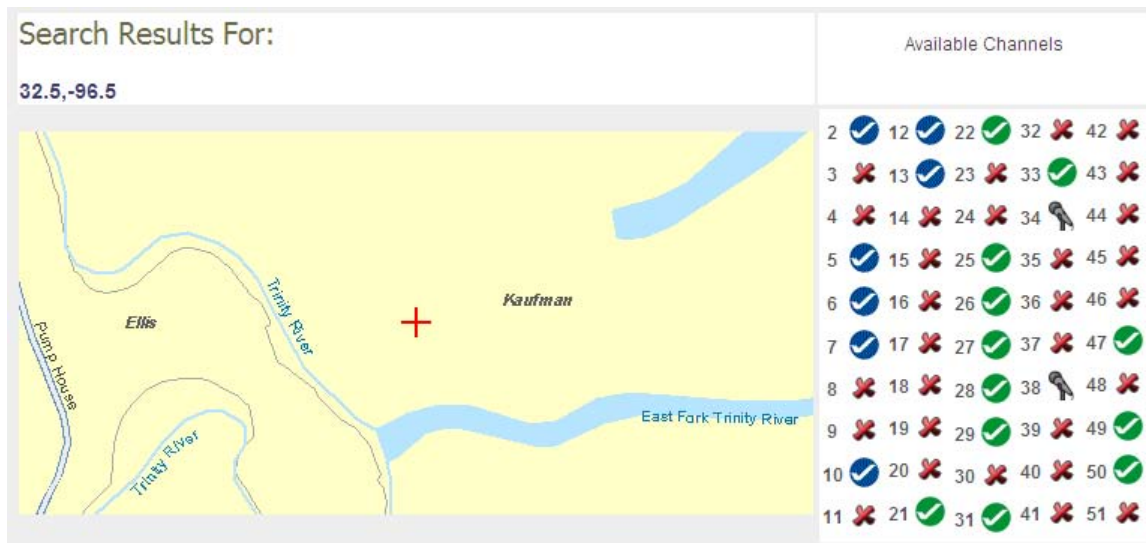 Search Results For:
32.5,-96.5
Available Channels
2 12 22 32 42
3 13 23 33 43
4 14 24 34 44
5 15 25 35 45
6 16 26 36 46
7 17 27 37 47
8 18 28 38 48
9 19 29 39 49
10 20 30 40 50
11 21 31 41 51
Trinity River
Kaufman
Ellis
Pump House
East Fork Trinity River
Trinity River